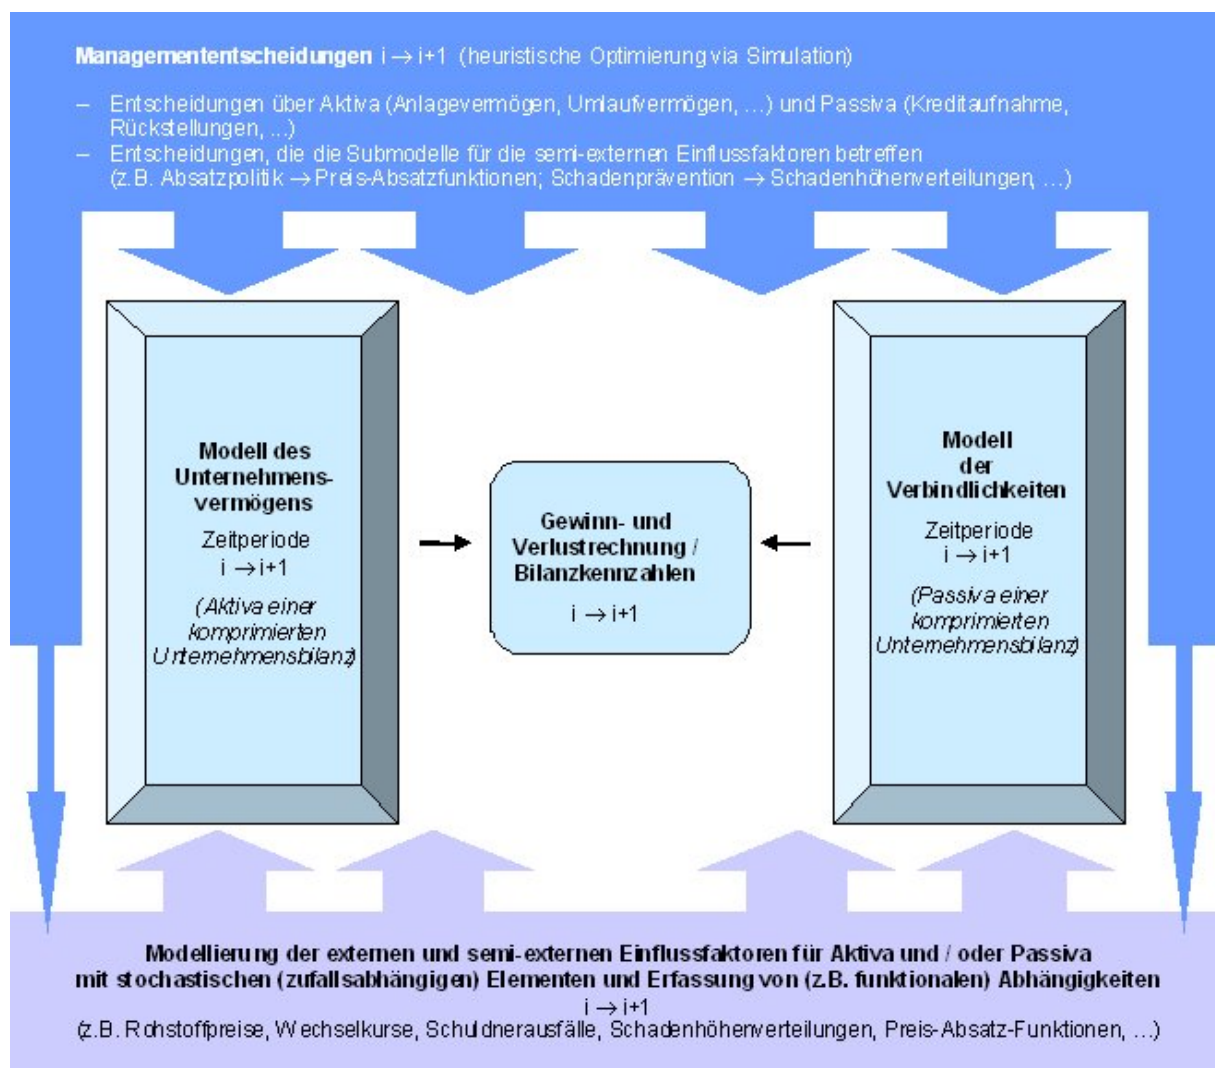 Managemententscheidungen i → i+1 (heuristische Optimierung via Simulation)
– Entscheidungen über Aktiva (Anlagevermögen, Umlaufvermögen, ...) und Passiva (Kreditaufnahme,
Rückstellungen, ...)
– Entscheidungen, die die Submodelle für die semi-externen Einflussfaktoren betreffen
(z.B. Absatzpolitik → Preis-Absatzfunktionen; Schadenprävention → Schadenhöhenverteilungen, ...)
Modell des
Unternehmens-
vermögens
Zeitperiode
i → i+1
(Aktiva einer
komprimierten
Unternehmensbilanz)
Gewinn- und
Verlustrechnung /
Bilanzkennzahlen
i → i+1
Modell
der
Verbindlichkeiten
Zeitperiode
i → i+1
(Passiva einer
komprimierten
Unternehmensbilanz)
Modellierung der externen und semi-externen Einflussfaktoren für Aktiva und / oder Passiva
mit stochastischen (zufallsabhängigen) Elementen und Erfassung von (z.B. funktionalen) Abhängigkeiten
i → i+1
(z.B. Rohstoffpreise, Wechselkurse, Schuldnerausfälle, Schadenhöhenverteilungen, Preis-Absatz-Funktionen, ...)